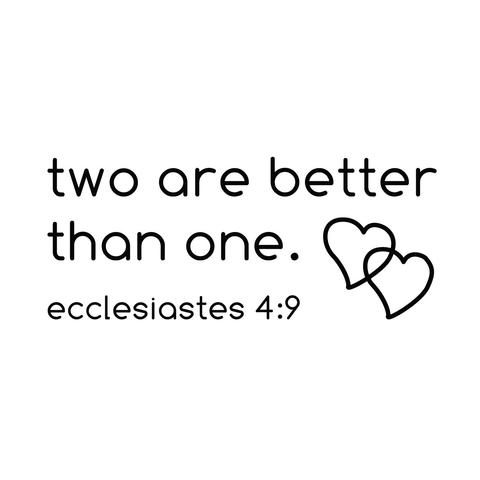 two are better
than one.
ecclesiastes 4:9